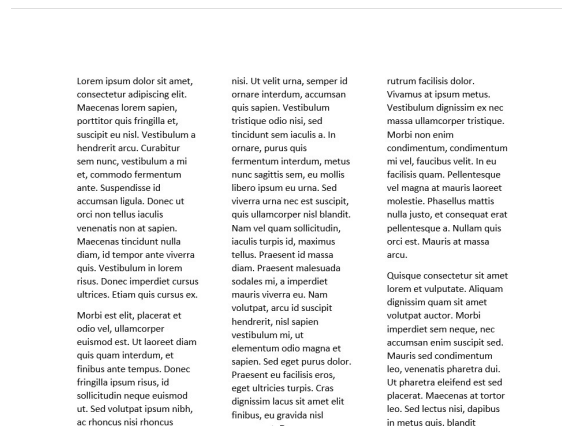 Lorem ipsum dolor sit amet,
consectetur adipiscing elit.
Maecenas lorem sapien,
porttitor quis fringilla et,
suscipit eu nisl. Vestibulum a
hendrerit arcu. Curabitur
sem nunc, vestibulum a mi
et, commodo fermentum
ante. Suspendisse id
accumsan ligula. Donec ut
orci non tellus iaculis
venenatis non at sapien.
Maecenas tincidunt nulla
diam, id tempor ante viverra
quis. Vestibulum in lorem
risus. Donec imperdiet cursus
ultrices. Etiam quis cursus ex.
Morbi est elit, placerat et
odio vel, ullamcorper
euismod est. Ut laoreet diam
quis quam interdum, et
finibus ante tempus. Donec
fringilla ipsum risus, id
sollicitudin neque euismod
ut. Sed volutpat ipsum nibh,
ac rhoncus nisi rhoncus
nisi. Ut velit urna, semper id
ornare interdum, accumsan
quis sapien. Vestibulum
tristique odio nisi, sed
tincidunt sem iaculis a. In
ornare, purus quis
fermentum interdum, metus
nunc sagittis sem, eu mollis
libero ipsum eu urna. Sed
viverra urna nec est suscipit,
quis ullamcorper nisl blandit.
Nam vel quam sollicitudin,
iaculis turpis id, maximus
tellus. Praesent id massa
diam. Praesent malesuada
sodales mi, a imperdiet
mauris viverra eu. Nam
volutpat, arcu id suscipit
hendrerit, nisl sapien
vestibulum mi, ut
elementum odio magna et
sapien. Sed eget purus dolor.
Praesent eu facilisis eros,
eget ultricies turpis. Cras
dignissim lacus sit amet elit
finibus, eu gravida nisl
rutrum facilisis dolor.
Vivamus at ipsum metus.
Vestibulum dignissim ex nec
massa ullamcorper tristique.
Morbi non enim
condimentum, condimentum
mi vel, faucibus velit. In eu
facilisis quam. Pellentesque
vel magna at mauris laoreet
molestie. Phasellus mattis
nulla justo, et consequat erat
pellentesque a. Nullam quis
orci est. Mauris at massa
arcu.
Quisque consectetur sit amet
lorem et vulputate. Aliquam
dignissim quam sit amet
volutpat auctor. Morbi
imperdiet sem neque, nec
accumsan enim suscipit sed.
Mauris sed condimentum
leo, venenatis pharetra dui.
Ut pharetra eleifend est sed
placerat. Maecenas at tortor
leo. Sed lectus nisi, dapibus
in metus quis, blandit